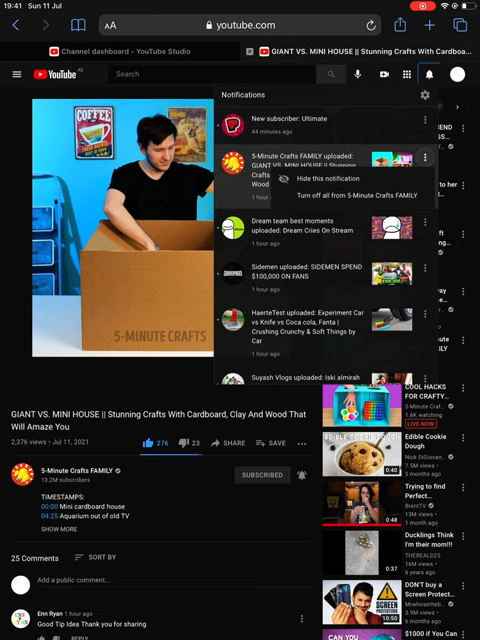 19:41 Sun 11 Jul
AA
youtube.com
Channel dashboard - YouTube Studio
GIANT VS. MINI HOUSE || Stunning Crafts With Cardboa...
YouTube AZ
Search
Notifications
New subscriber: Ultimate
44 minutes ago
5-Minute Crafts FAMILY uploaded:
GIANT VS. MINI HOUSE || Stunning
Crafts
Wood
1 hour
Hide this notification
Turn off all from 5-Minute Crafts FAMILY
Dream team best moments
uploaded: Dream Cries On Stream
1 hour ago
Sidemen uploaded: SIDEMEN SPEND
$100,000 ON FANS
1 hour ago
HaerteTest uploaded: Experiment Car
vs Knife vs Coca cola, Fanta |
Crushing Crunchy & Soft Things by
Car
1 hour ago
Suyash Vlogs uploaded: Iski almirah
COFFEE
5-MINUTE CRAFTS
GIANT VS. MINI HOUSE || Stunning Crafts With Cardboard, Clay And Wood That
Will Amaze You
2,376 views • Jul 11, 2021
276
23
SHARE
SAVE
5-Minute Crafts FAMILY
13.2M subscribers
SUBSCRIBED
TIMESTAMPS:
00:00 Mini cardboard house
04:25 Aquarium out of old TV
SHOW MORE
25 Comments
SORT BY
Add a public comment...
Enn Ryan 1 hour ago
Good Tip Idea Thank you for sharing
COOL HACKS
FOR CRAFTY...
5-Minute Craf...
1.6K watching
LIVE NOW
EDIBLE COOKIE DOUGH
0:40
Edible Cookie
Dough
Nick DiGiovan...
7.5M views •
5 months ago
0:48
Trying to find
Perfect...
BrentTV
13M views •
1 month ago
0:37
Ducklings Think
I'm their mom!!!
THEREALD25
16M views •
6 years ago
SCREEN
PROTECTORS
10:50
DON'T buy a
Screen Protect...
Mrwhosetheb...
3 months ago
CAN YOU
$1000 If You Can